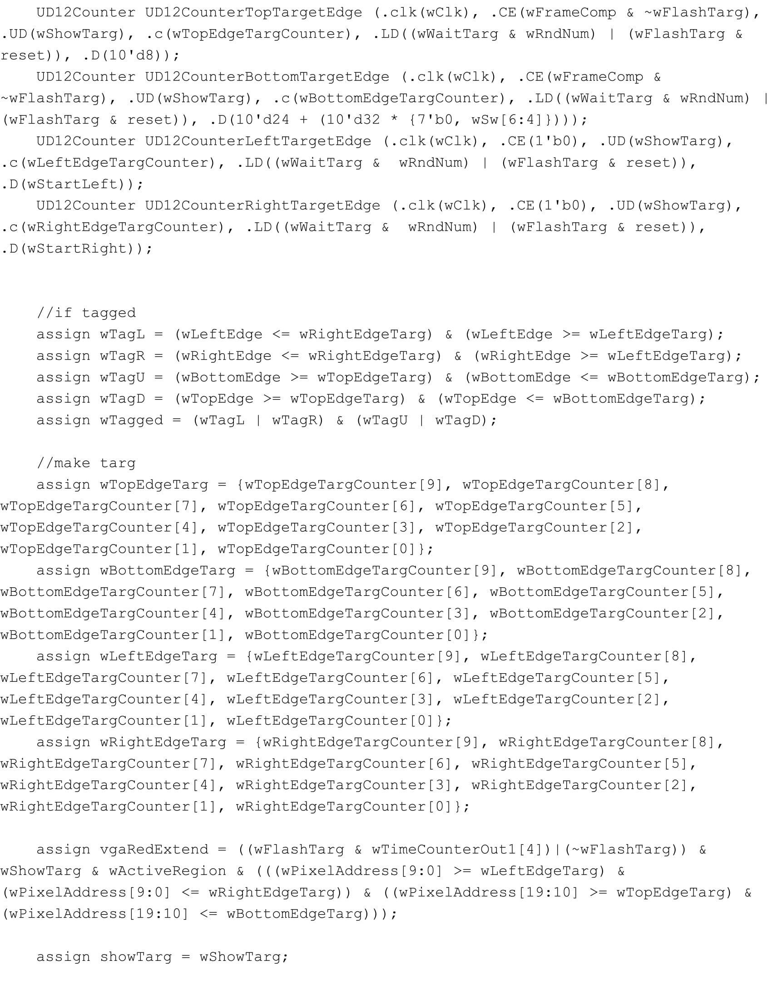 UD12Counter UD12CounterTopTargetEdge (.clk(wClk), .CE(wFrameComp & ~wFlashTarg),
.UD(wShowTarg), .c(wTopEdgeTargCounter), .LD((wWaitTarg & wRndNum) | (wFlashTarg &
reset)), .D(10'd8));
UD12Counter UD12CounterBottomTargetEdge (.clk(wClk), .CE(wFrameComp &
~wFlashTarg), .UD(wShowTarg), .c(wBottomEdgeTargCounter), .LD((wWaitTarg & wRndNum) |
(wFlashTarg & reset)), .D(10'd24 + (10'd32 * {7'b0, wSw[6:4]})));
UD12Counter UD12CounterLeftTargetEdge (.clk(wClk), .CE(1'b0), .UD(wShowTarg),
.c(wLeftEdgeTargCounter), .LD((wWaitTarg &  wRndNum) | (wFlashTarg & reset)),
.D(wStartLeft));
UD12Counter UD12CounterRightTargetEdge (.clk(wClk), .CE(1'b0), .UD(wShowTarg),
.c(wRightEdgeTargCounter), .LD((wWaitTarg &  wRndNum) | (wFlashTarg & reset)),
.D(wStartRight));
//if tagged
assign wTagL = (wLeftEdge <= wRightEdgeTarg) & (wLeftEdge >= wLeftEdgeTarg);
assign wTagR = (wRightEdge <= wRightEdgeTarg) & (wRightEdge >= wLeftEdgeTarg);
assign wTagU = (wBottomEdge >= wTopEdgeTarg) & (wBottomEdge <= wBottomEdgeTarg);
assign wTagD = (wTopEdge >= wTopEdgeTarg) & (wTopEdge <= wBottomEdgeTarg);
assign wTagged = (wTagL | wTagR) & (wTagU | wTagD);
//make targ
assign wTopEdgeTarg = {wTopEdgeTargCounter[9], wTopEdgeTargCounter[8],
wTopEdgeTargCounter[7], wTopEdgeTargCounter[6], wTopEdgeTargCounter[5],
wTopEdgeTargCounter[4], wTopEdgeTargCounter[3], wTopEdgeTargCounter[2],
wTopEdgeTargCounter[1], wTopEdgeTargCounter[0]};
assign wBottomEdgeTarg = {wBottomEdgeTargCounter[9], wBottomEdgeTargCounter[8],
wBottomEdgeTargCounter[7], wBottomEdgeTargCounter[6], wBottomEdgeTargCounter[5],
wBottomEdgeTargCounter[4], wBottomEdgeTargCounter[3], wBottomEdgeTargCounter[2],
wBottomEdgeTargCounter[1], wBottomEdgeTargCounter[0]};
assign wLeftEdgeTarg = {wLeftEdgeTargCounter[9], wLeftEdgeTargCounter[8],
wLeftEdgeTargCounter[7], wLeftEdgeTargCounter[6], wLeftEdgeTargCounter[5],
wLeftEdgeTargCounter[4], wLeftEdgeTargCounter[3], wLeftEdgeTargCounter[2],
wLeftEdgeTargCounter[1], wLeftEdgeTargCounter[0]};
assign wRightEdgeTarg = {wRightEdgeTargCounter[9], wRightEdgeTargCounter[8],
wRightEdgeTargCounter[7], wRightEdgeTargCounter[6], wRightEdgeTargCounter[5],
wRightEdgeTargCounter[4], wRightEdgeTargCounter[3], wRightEdgeTargCounter[2],
wRightEdgeTargCounter[1], wRightEdgeTargCounter[0]};
assign vgaRedExtend = ((wFlashTarg & wTimeCounterOut1[4])|(~wFlashTarg)) &
wShowTarg & wActiveRegion & (((wPixelAddress[9:0] >= wLeftEdgeTarg) &
(wPixelAddress[9:0] <= wRightEdgeTarg)) & ((wPixelAddress[19:10] >= wTopEdgeTarg) &
(wPixelAddress[19:10] <= wBottomEdgeTarg)));
assign showTarg = wShowTarg;